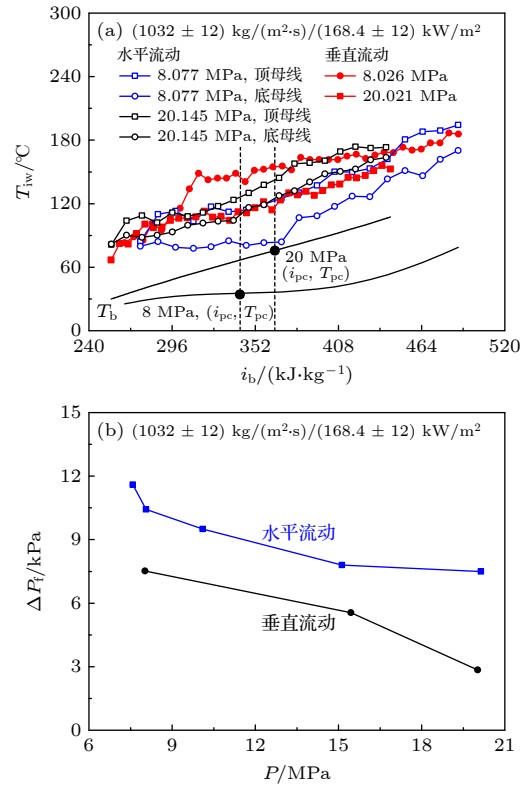 (a) (1032 ± 12) kg/(m²·s)/(168.4 ± 12) kW/m²
水平流动 垂直流动
8.077 MPa, 顶母线 8.026 MPa
8.077 MPa, 底母线 20.021 MPa
20.145 MPa, 顶母线
20.145 MPa, 底母线
300
240
180
120
60
0
T_iw/℃
20 MPa
(i_pc, T_pc)
T_b
8 MPa, (i_pc, T_pc)
240 296 352 408 464 520
i_b/(kJ·kg⁻¹)
(b) (1032 ± 12) kg/(m²·s)/(168.4 ± 12) kW/m²
15
12
9
6
3
0
ΔP_f/kPa
水平流动
垂直流动
6 9 12 15 18 21
P/MPa